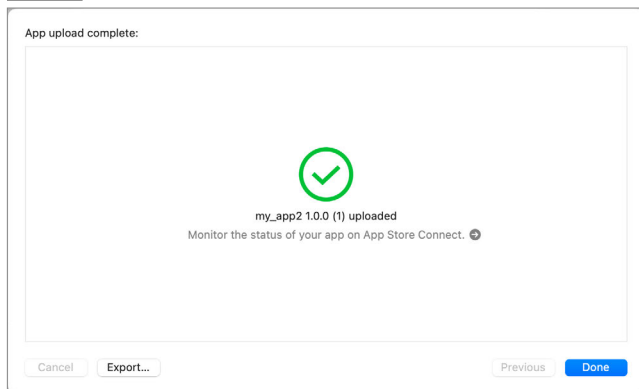 App upload complete:
my_app2 1.0.0 (1) uploaded
Monitor the status of your app on App Store Connect.
Cancel Export... Previous Done